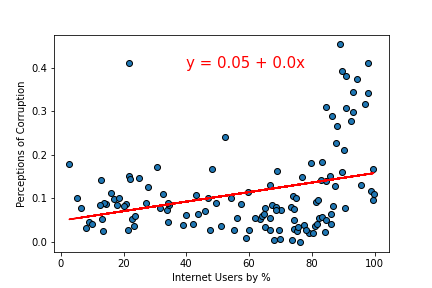 y = 0.05 + 0.0x
Perceptions of Corruption
0.4
0.3
0.2
0.1
0.0
0 20 40 60 80 100
Internet Users by %